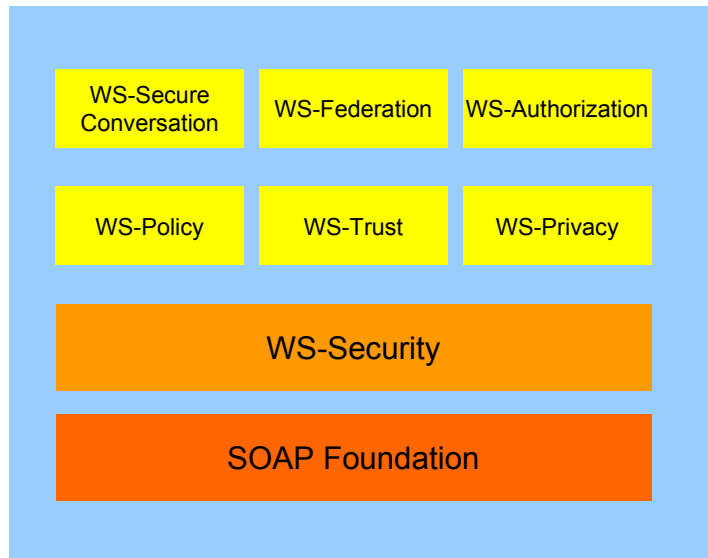 WS-Secure
Conversation
WS-Federation
WS-Authorization
WS-Policy
WS-Trust
WS-Privacy
WS-Security
SOAP Foundation